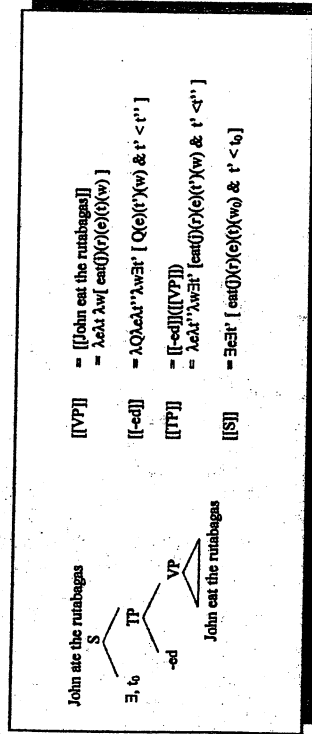 John ate the rutabagas
S
∃, t₀ TP
-ed VP
John eat the rutabagas
[[VP]] = [[John eat the rutabagas]]
= λeλt λw[ eat(j)(r)(e)(t)(w) ]
[[-ed]] = λQλeλt''λw∃t' [ Q(e)(t')(w) & t' < t'' ]
[[TP]] = [[-ed]]([[VP]])
= λeλt''λw∃t' [eat(j)(r)(e)(t')(w) & t' <t'' ]
[[S]] = ∃e∃t' [ eat(j)(r)(e)(t)(w₀) & t' < t₀]